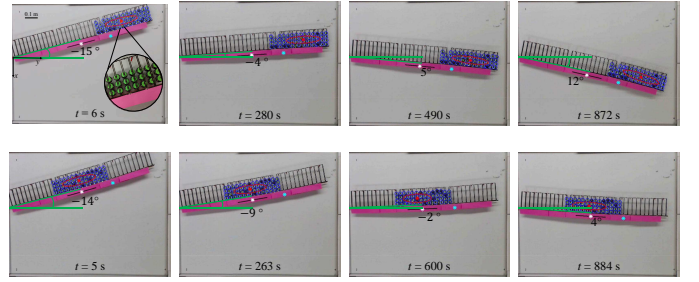 0.1 m
−15°
t = 6 s
−4°
t = 280 s
5°
t = 490 s
12°
t = 872 s
−14°
t = 5 s
−9°
t = 263 s
−2°
t = 600 s
4°
t = 884 s